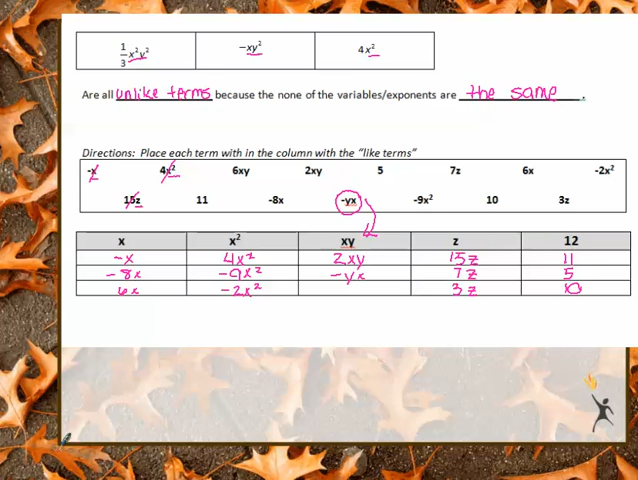 1/3 x²y² -xy² 4x²
Are all unlike terms because the none of the variables/exponents are the same.
Directions: Place each term with in the column with the "like terms"
-x 4x² 6xy 2xy 5 7z 6x -2x²
15z 11 -8x -yx -9x² 10 3z
x x² xy z 12
-x 4x² 2xy 15z 11
-8x -9x² -yx 7z 5
6x -2x² 3z 10